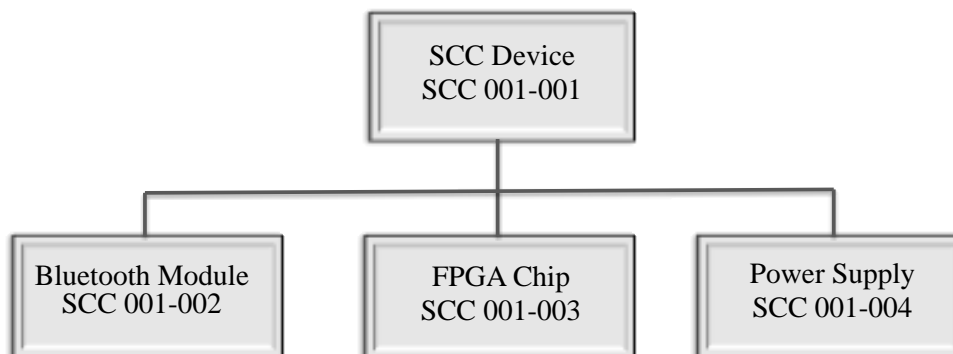 SCC Device
SCC 001-001
Bluetooth Module
SCC 001-002
FPGA Chip
SCC 001-003
Power Supply
SCC 001-004